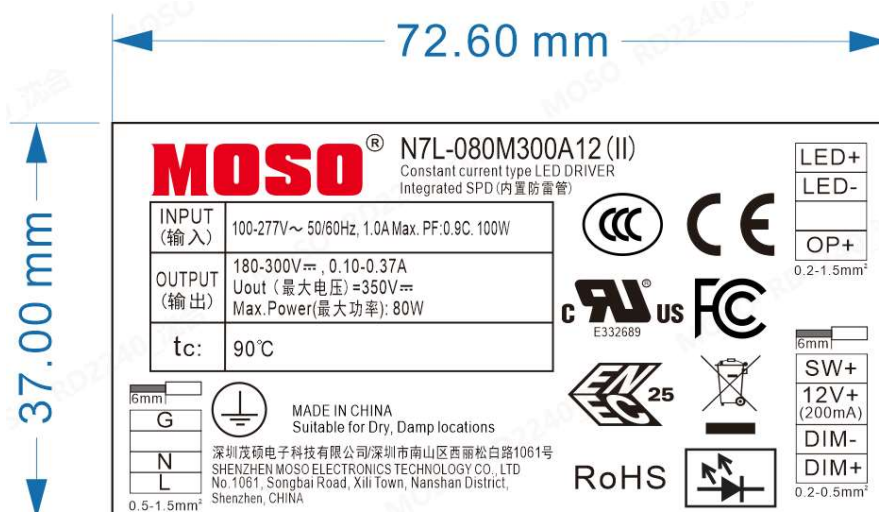 72.60 mm
37.00 mm
MOSO®
N7L-080M300A12 (II)
Constant current type LED DRIVER
Integrated SPD (内置防雷管)
INPUT
(输入)
100-277V～ 50/60Hz, 1.0A Max. PF:0.9C. 100W
OUTPUT
(输出)
180-300V⎓, 0.10-0.37A
Uout (最大电压)=350V⎓
Max.Power(最大功率): 80W
tc:
90℃
CCC
CE
c RU® US
E332689
FC
ENEC 25
RoHS
LED+
LED-
OP+
0.2-1.5mm²
6mm
SW+
12V+
(200mA)
DIM-
DIM+
0.2-0.5mm²
6mm
G
N
L
0.5-1.5mm²
MADE IN CHINA
Suitable for Dry, Damp locations
深圳茂硕电子科技有限公司/深圳市南山区西丽松白路1061号
SHENZHEN MOSO ELECTRONICS TECHNOLOGY CO., LTD
No.1061, Songbai Road, Xili Town, Nanshan District,
Shenzhen, CHINA